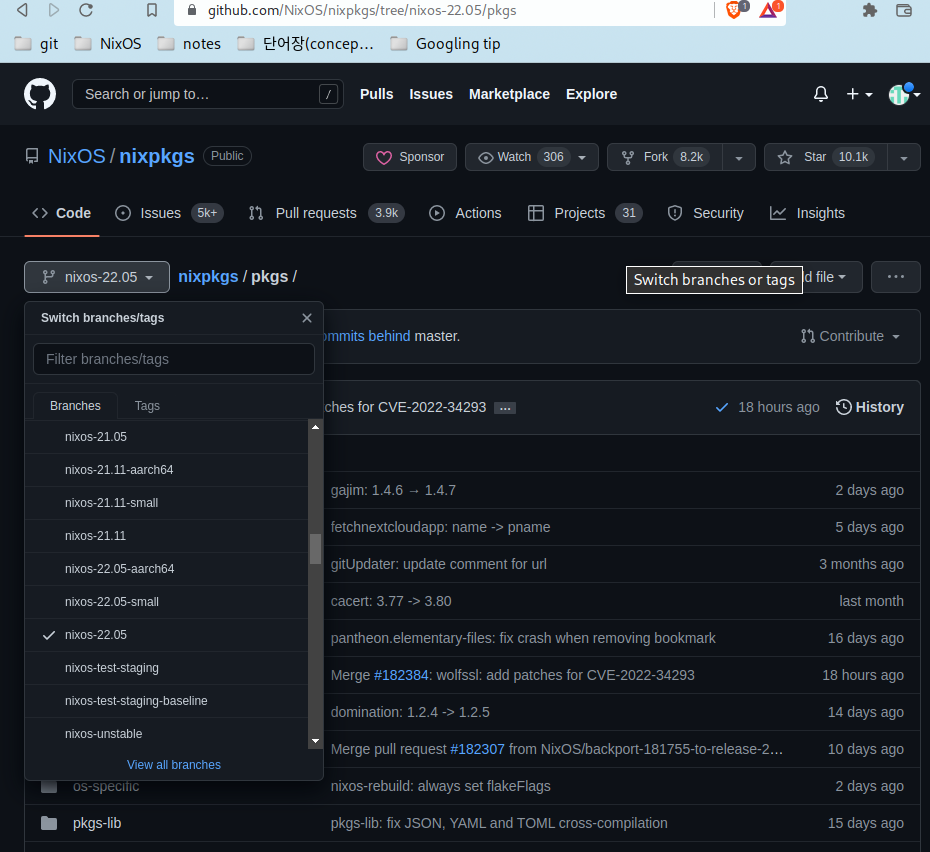 github.com/NixOS/nixpkgs/tree/nixos-22.05/pkgs 1 1
git NixOS notes 단어장(concep… Googling tip
Search or jump to… / Pulls Issues Marketplace Explore
NixOS / nixpkgs Public Sponsor Watch 306 Fork 8.2k Star 10.1k
Code Issues 5k+ Pull requests 3.9k Actions Projects 31 Security Insights
nixos-22.05 nixpkgs / pkgs / Switch branches or tags d file ···
Switch branches/tags
ommits behind master. Contribute
Filter branches/tags
Branches Tags
ches for CVE-2022-34293 … 18 hours ago History
nixos-21.05
nixos-21.11-aarch64
gajim: 1.4.6 → 1.4.7 2 days ago
nixos-21.11-small
fetchnextcloudapp: name -> pname 5 days ago
nixos-21.11
gitUpdater: update comment for url 3 months ago
nixos-22.05-aarch64
nixos-22.05-small
cacert: 3.77 -> 3.80 last month
nixos-22.05
pantheon.elementary-files: fix crash when removing bookmark 16 days ago
nixos-test-staging
Merge #182384: wolfssl: add patches for CVE-2022-34293 18 hours ago
nixos-test-staging-baseline
domination: 1.2.4 -> 1.2.5 14 days ago
nixos-unstable
Merge pull request #182307 from NixOS/backport-181755-to-release-2… 10 days ago
View all branches
os-specific nixos-rebuild: always set flakeFlags 2 days ago
pkgs-lib pkgs-lib: fix JSON, YAML and TOML cross-compilation 15 days ago